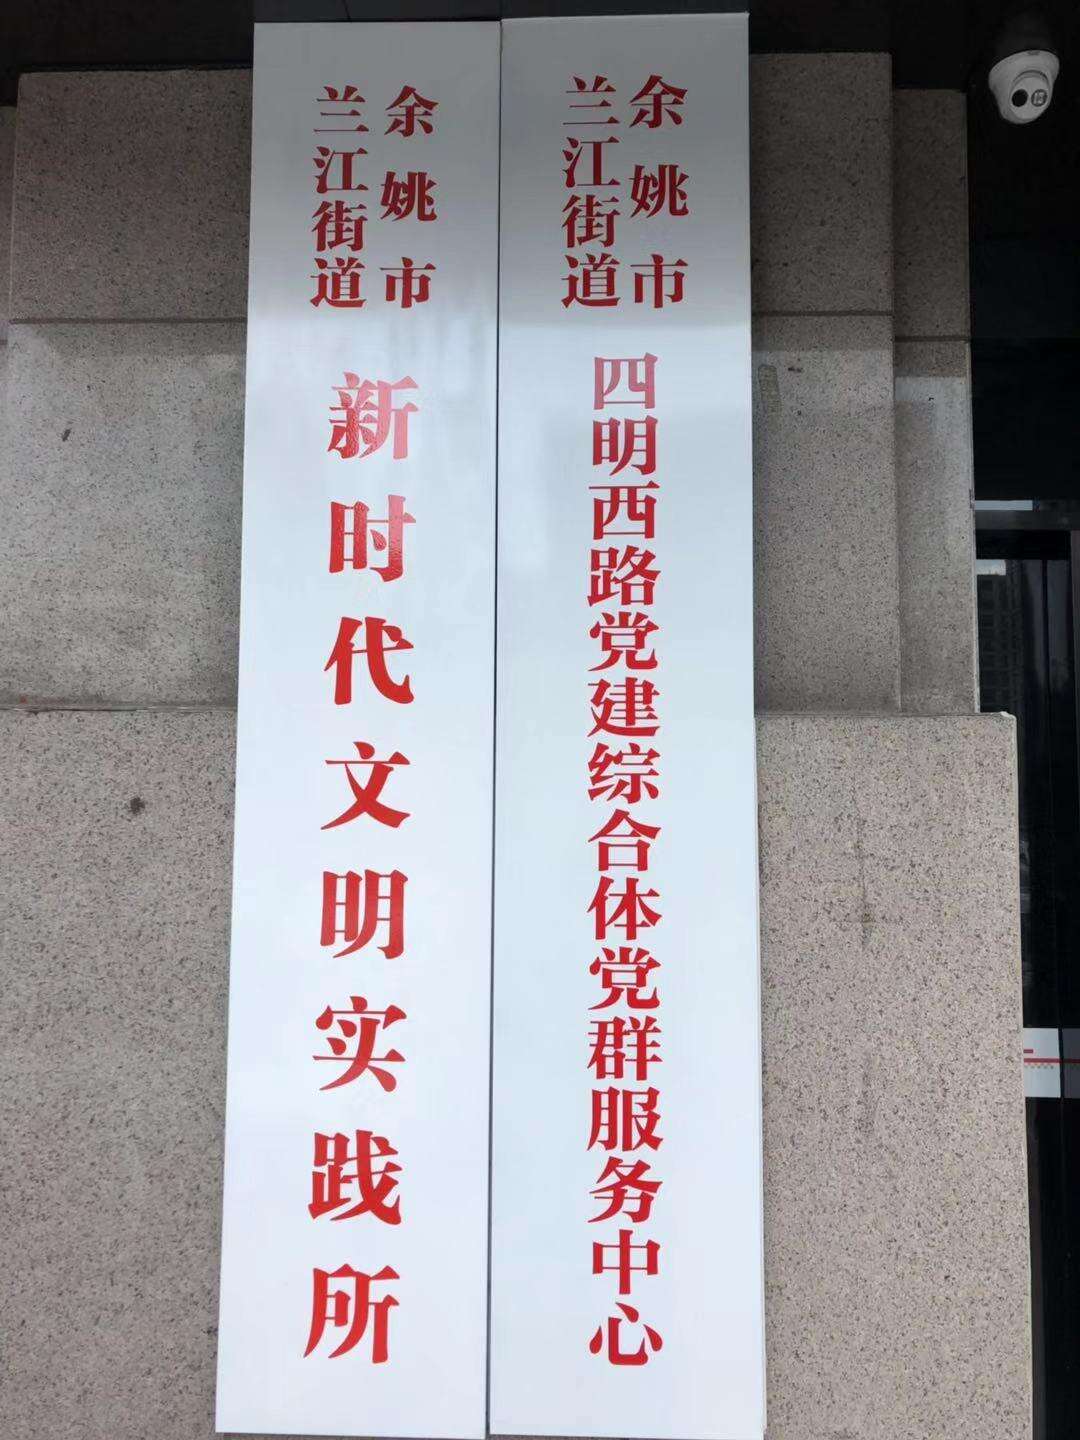 余姚市
兰江街道
四明西路党建综合体党群服务中心
余姚市
兰江街道
新时代文明实践所